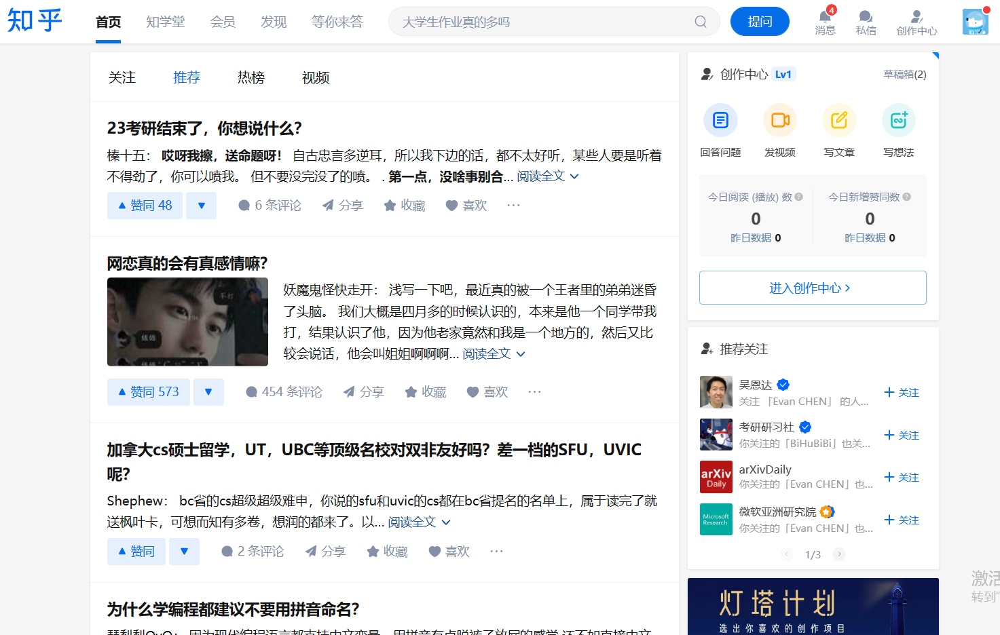 知乎
首页
知学堂
会员
发现
等你来答
大学生作业真的多吗
提问
4
消息
私信
创作中心
关注
推荐
热榜
视频
23考研结束了，你想说什么？
榛十五： 哎呀我擦，送命题呀！ 自古忠言多逆耳，所以我下边的话，都不太好听，某些人要是听着
不得劲了，你可以喷我。 但不要没完没了的喷。 . 第一点，没啥事别合... 阅读全文
赞同 48
6 条评论
分享
收藏
喜欢
网恋真的会有真感情嘛？
不打
妖魔鬼怪快走开： 浅写一下吧，最近真的被一个王者里的弟弟迷昏
了头脑。 我们大概是四月多的时候认识的，本来是他一个同学带我
打，结果认识了他，因为他老家竟然和我是一个地方的，然后又比
较会说话，他会叫姐姐啊啊啊... 阅读全文
赞同 573
454 条评论
分享
收藏
喜欢
加拿大cs硕士留学，UT，UBC等顶级名校对双非友好吗？差一档的SFU，UVIC
呢？
Shephew： bc省的cs超级超级难申，你说的sfu和uvic的cs都在bc省提名的名单上，属于读完了就
送枫叶卡，可想而知有多卷，想润的都来了。以... 阅读全文
赞同
2 条评论
分享
收藏
喜欢
为什么学编程都建议不要用拼音命名？
创作中心 Lv1
草稿箱(2)
回答问题
发视频
写文章
写想法
今日阅读 (播放) 数
0
昨日数据 0
今日新增赞同数
0
昨日数据 0
进入创作中心
推荐关注
吴恩达
关注 「Evan CHEN」 的人...
关注
考研研习社
你关注的「BiHuBiBi」也关...
关注
arXiv
Daily
arXivDaily
你关注的「Evan CHEN」也...
关注
Microsoft
Research
微软亚洲研究院
你关注的「Evan CHEN」也...
关注
1/3
灯塔计划
选出你喜欢的创作项目
激活
转到"